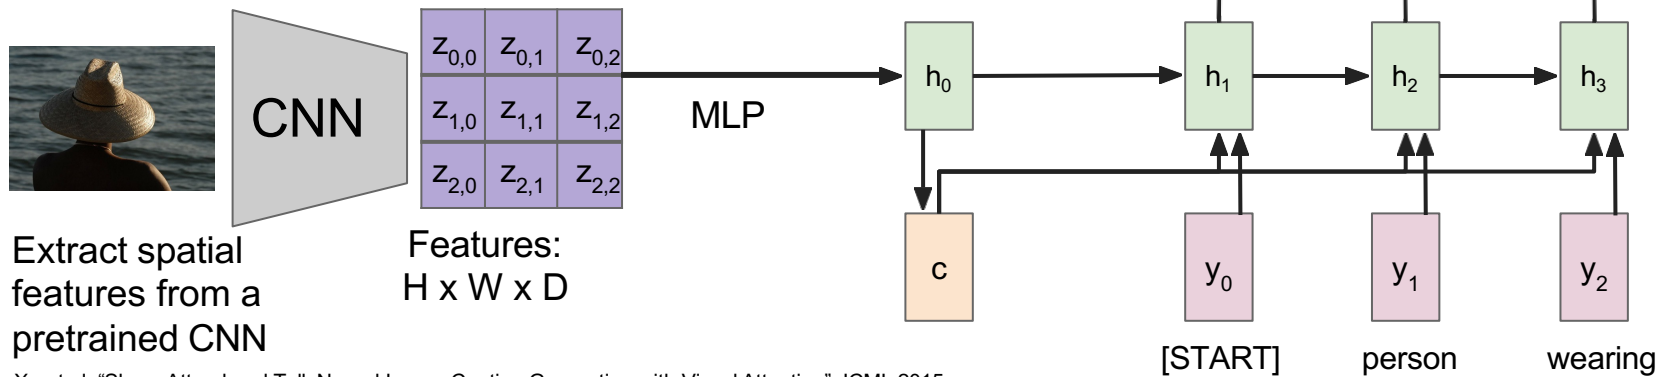 CNN
z0,0 z0,1 z0,2
z1,0 z1,1 z1,2
z2,0 z2,1 z2,2
MLP
h0
h1
h2
h3
Extract spatial
features from a
pretrained CNN
Features:
H x W x D
c
y0
y1
y2
[START]
person
wearing